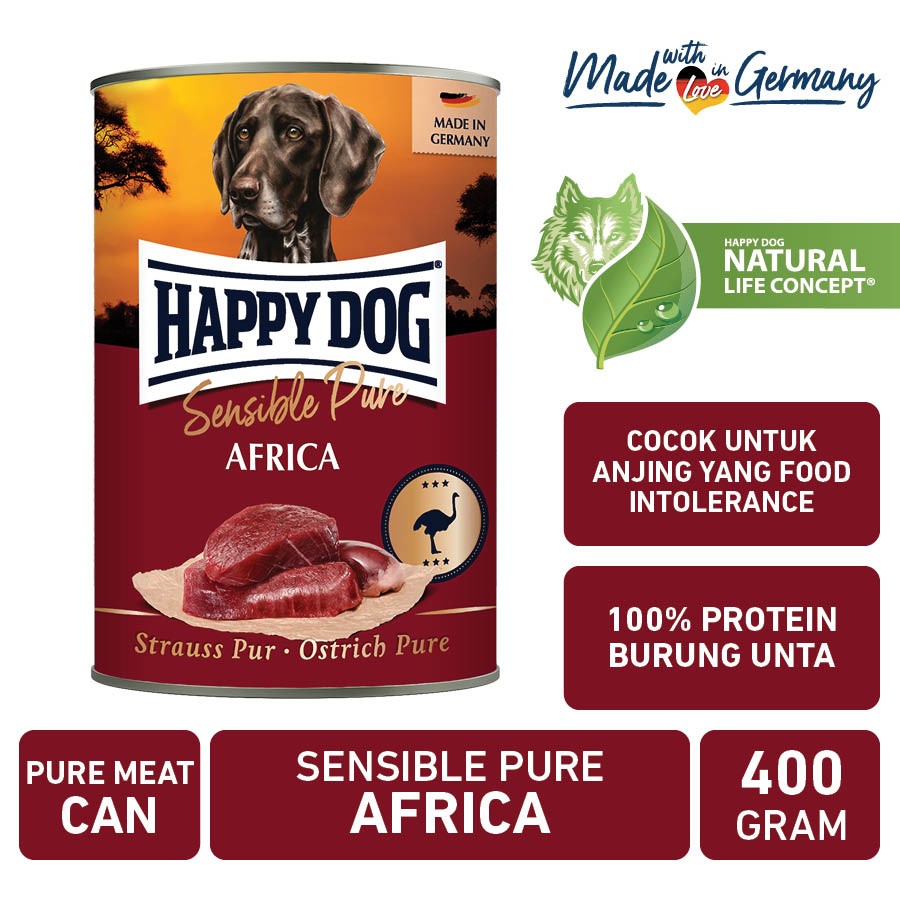 Made with Love in Germany
MADE IN
GERMANY
HAPPY DOG®
Sensible Pure
AFRICA
Strauss Pur · Ostrich Pure
HAPPY DOG
NATURAL
LIFE CONCEPT®
COCOK UNTUK
ANJING YANG FOOD
INTOLERANCE
100% PROTEIN
BURUNG UNTA
PURE MEAT
CAN
SENSIBLE PURE
AFRICA
400
GRAM